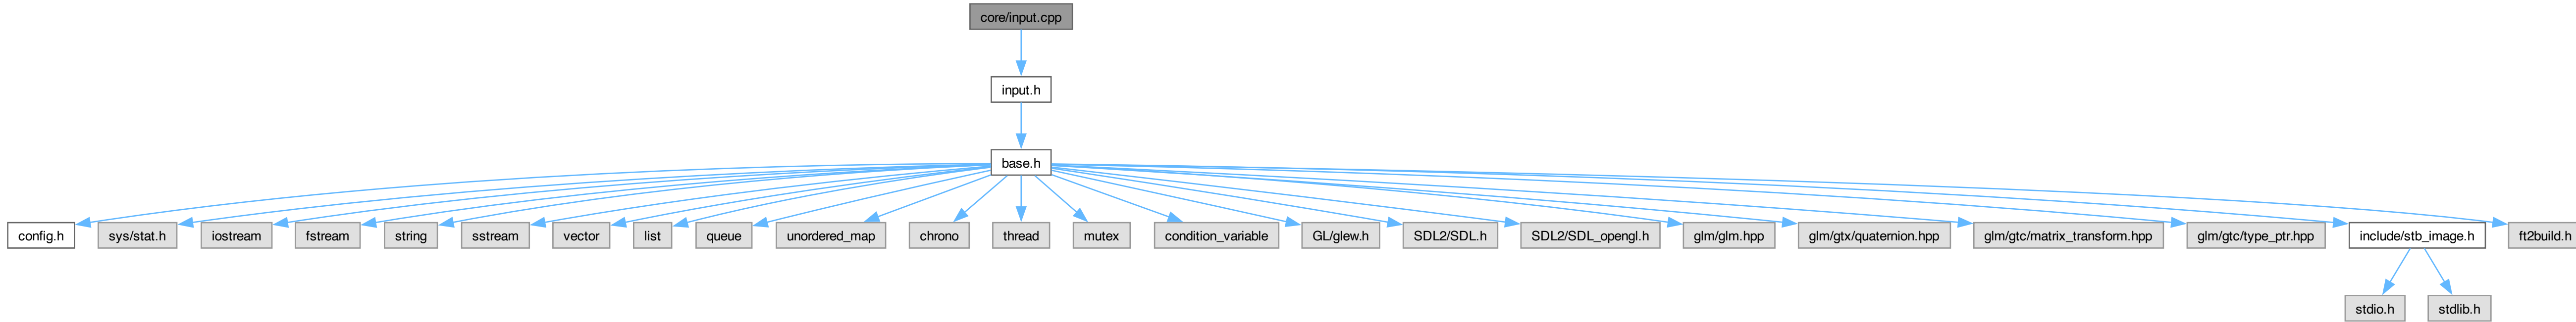 core/input.cpp
input.h
base.h
config.h
sys/stat.h
iostream
fstream
string
sstream
vector
list
queue
unordered_map
chrono
thread
mutex
condition_variable
GL/glew.h
SDL2/SDL.h
SDL2/SDL_opengl.h
glm/glm.hpp
glm/gtx/quaternion.hpp
glm/gtc/matrix_transform.hpp
glm/gtc/type_ptr.hpp
include/stb_image.h
ft2build.h
stdio.h
stdlib.h